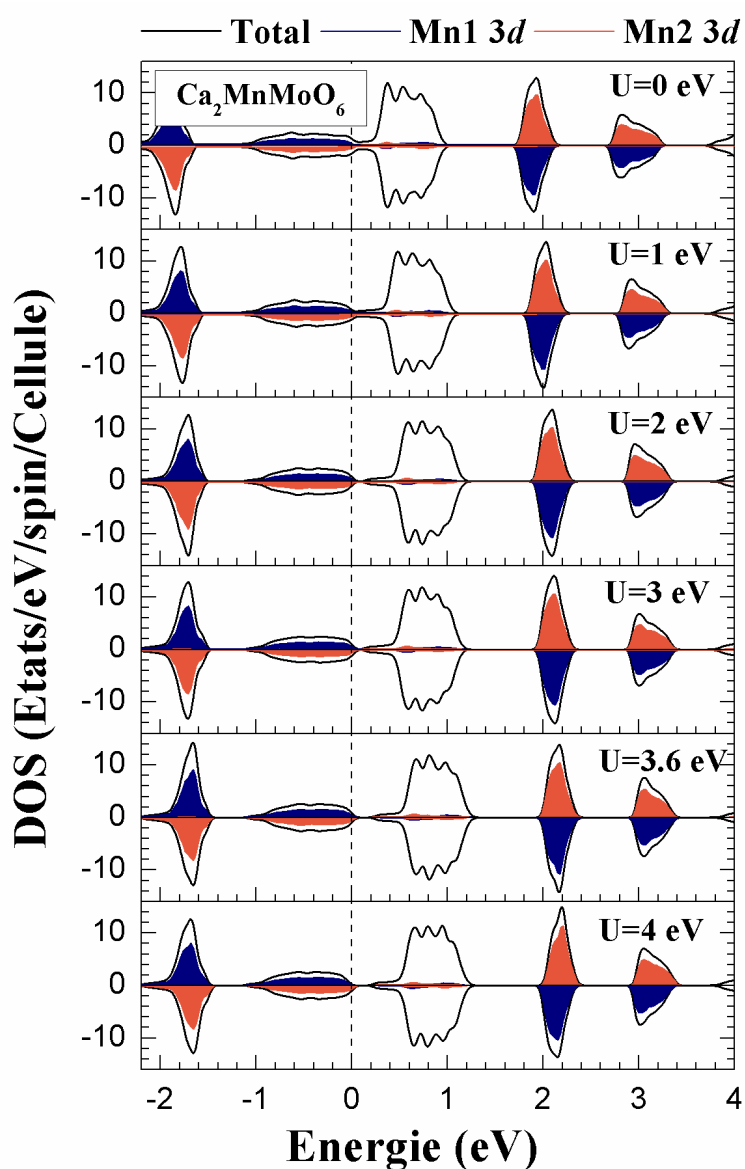 Total Mn1 3d Mn2 3d
Ca₂MnMoO₆
U=0 eV
10
0
-10
U=1 eV
10
0
-10
U=2 eV
10
0
-10
U=3 eV
10
0
-10
U=3.6 eV
10
0
-10
U=4 eV
10
0
-10
DOS (Etats/eV/spin/Cellule)
-2 -1 0 1 2 3 4
Energie (eV)